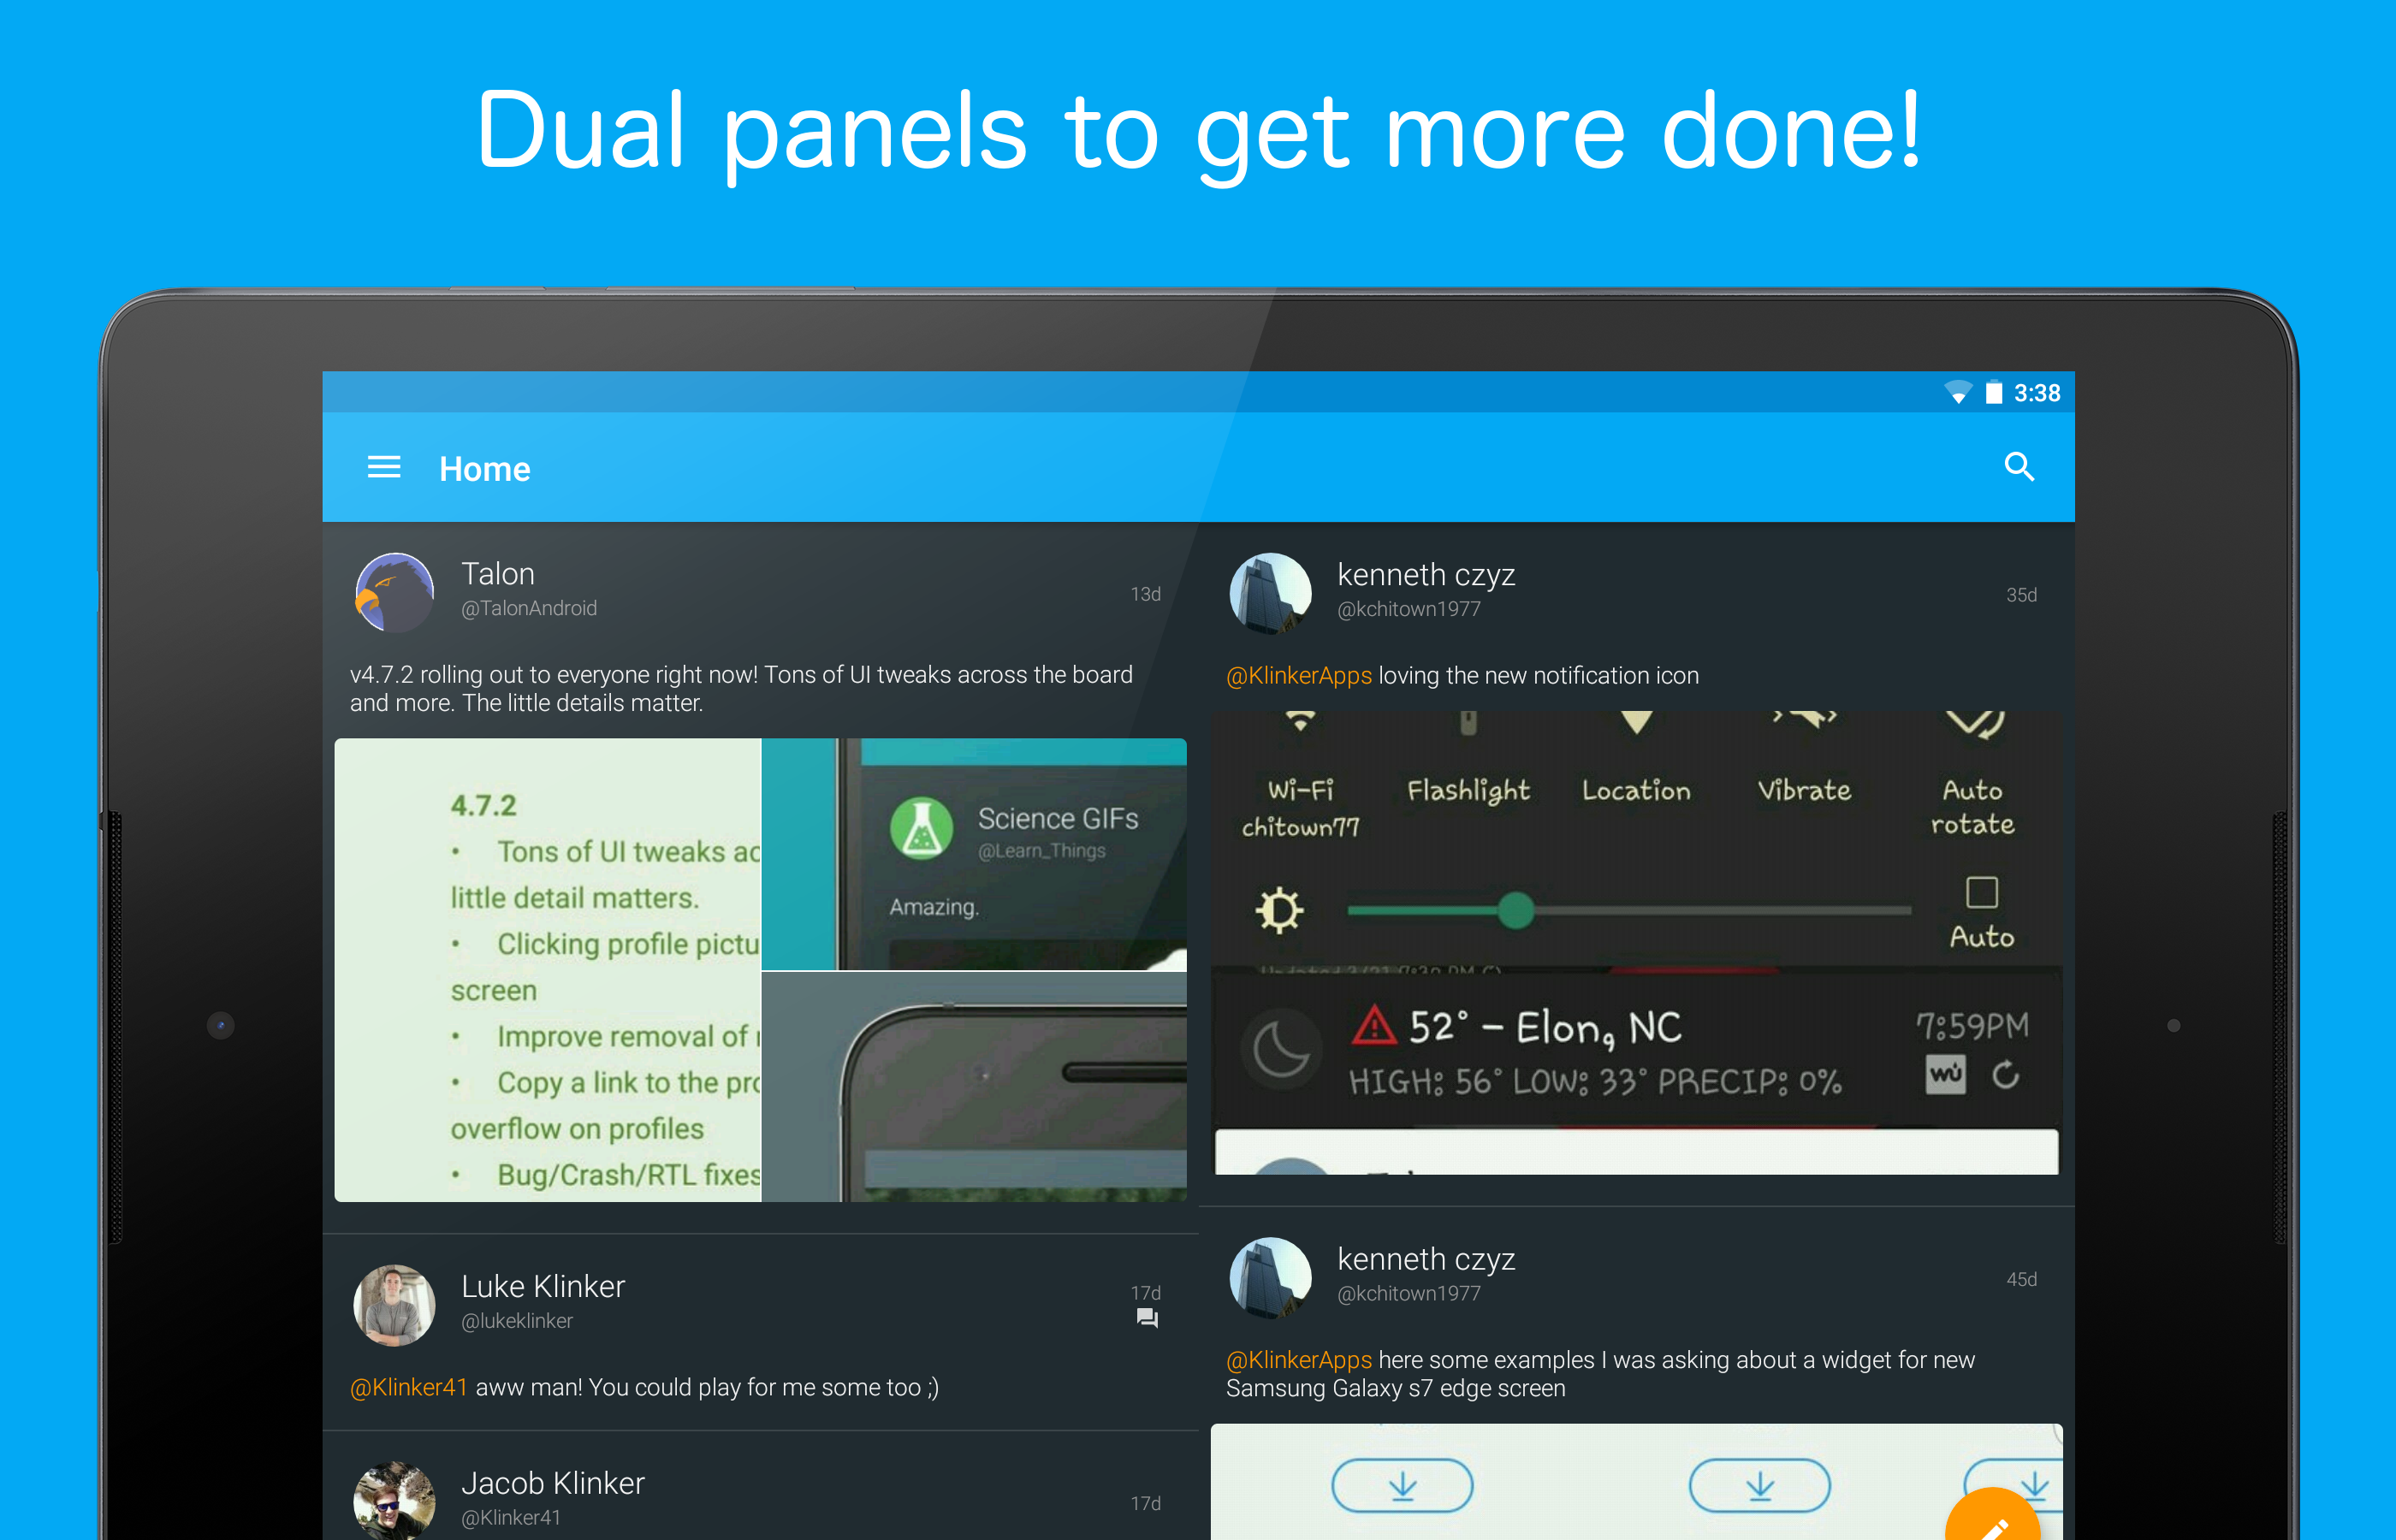 Dual panels to get more done!
3:38
Home
Talon
@TalonAndroid
13d
v4.7.2 rolling out to everyone right now! Tons of UI tweaks across the board
and more. The little details matter.
4.7.2
• Tons of UI tweaks
little detail matters.
• Clicking profile
screen
• Improve removal of
• Copy a link to the
overflow on profiles
• Bug/Crash/RTL fixes
Science GIFs
@Learn_Things
Amazing.
Luke Klinker
@lukeklinker
17d
@Klinker41 aww man! You could play for me some too ;)
Jacob Klinker
@Klinker41
17d
kenneth czyz
@kchitown1977
35d
@KlinkerApps loving the new notification icon
Wi-Fi Flashlight Location Vibrate Auto
chitown77 rotate
Auto
52° - Elon, NC
7:59PM
HIGH: 56° LOW: 33° PRECIP: 0%
wu
kenneth czyz
@kchitown1977
45d
@KlinkerApps here some examples I was asking about a widget for new
Samsung Galaxy s7 edge screen